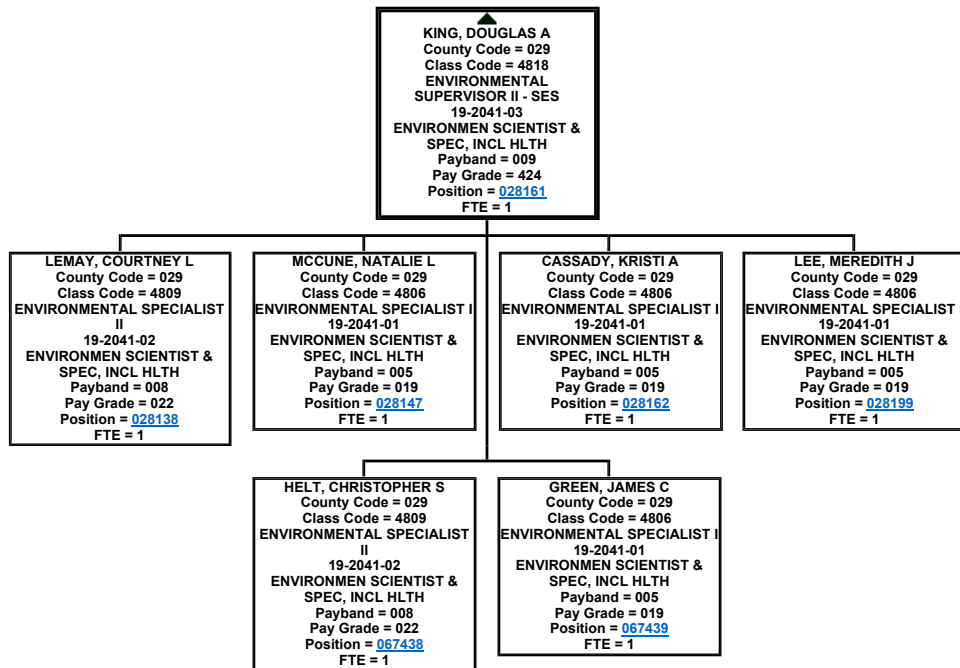 KING, DOUGLAS A
County Code = 029
Class Code = 4818
ENVIRONMENTAL
SUPERVISOR II - SES
19-2041-03
ENVIRONMEN SCIENTIST &
SPEC, INCL HLTH
Payband = 009
Pay Grade = 424
Position = 028161
FTE = 1
LEMAY, COURTNEY L
County Code = 029
Class Code = 4809
ENVIRONMENTAL SPECIALIST
II
19-2041-02
ENVIRONMEN SCIENTIST &
SPEC, INCL HLTH
Payband = 008
Pay Grade = 022
Position = 028138
FTE = 1
MCCUNE, NATALIE L
County Code = 029
Class Code = 4806
ENVIRONMENTAL SPECIALIST I
19-2041-01
ENVIRONMEN SCIENTIST &
SPEC, INCL HLTH
Payband = 005
Pay Grade = 019
Position = 028147
FTE = 1
CASSADY, KRISTI A
County Code = 029
Class Code = 4806
ENVIRONMENTAL SPECIALIST I
19-2041-01
ENVIRONMEN SCIENTIST &
SPEC, INCL HLTH
Payband = 005
Pay Grade = 019
Position = 028162
FTE = 1
LEE, MEREDITH J
County Code = 029
Class Code = 4806
ENVIRONMENTAL SPECIALIST I
19-2041-01
ENVIRONMEN SCIENTIST &
SPEC, INCL HLTH
Payband = 005
Pay Grade = 019
Position = 028199
FTE = 1
HELT, CHRISTOPHER S
County Code = 029
Class Code = 4809
ENVIRONMENTAL SPECIALIST
II
19-2041-02
ENVIRONMEN SCIENTIST &
SPEC, INCL HLTH
Payband = 008
Pay Grade = 022
Position = 067438
FTE = 1
GREEN, JAMES C
County Code = 029
Class Code = 4806
ENVIRONMENTAL SPECIALIST I
19-2041-01
ENVIRONMEN SCIENTIST &
SPEC, INCL HLTH
Payband = 005
Pay Grade = 019
Position = 067439
FTE = 1